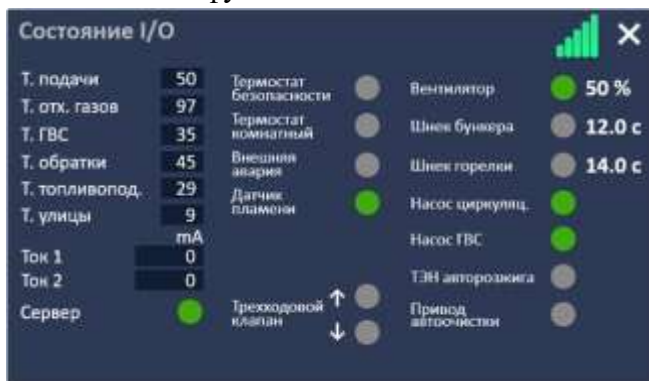 Состояние I/O
Т. подачи 50
Т. отх. газов 97
Т. ГВС 35
Т. обратки 45
Т. топливопод. 29
Т. улицы 9
mA
Ток 1 0
Ток 2 0
Сервер
Термостат
безопасности
Термостат
комнатный
Внешняя
авария
Датчик
пламени
Трехходовой
клапан
Вентилятор 50 %
Шнек бункера 12.0 с
Шнек горелки 14.0 с
Насос циркуляц.
Насос ГВС
ТЭН авторозжига
Привод
автоочистки